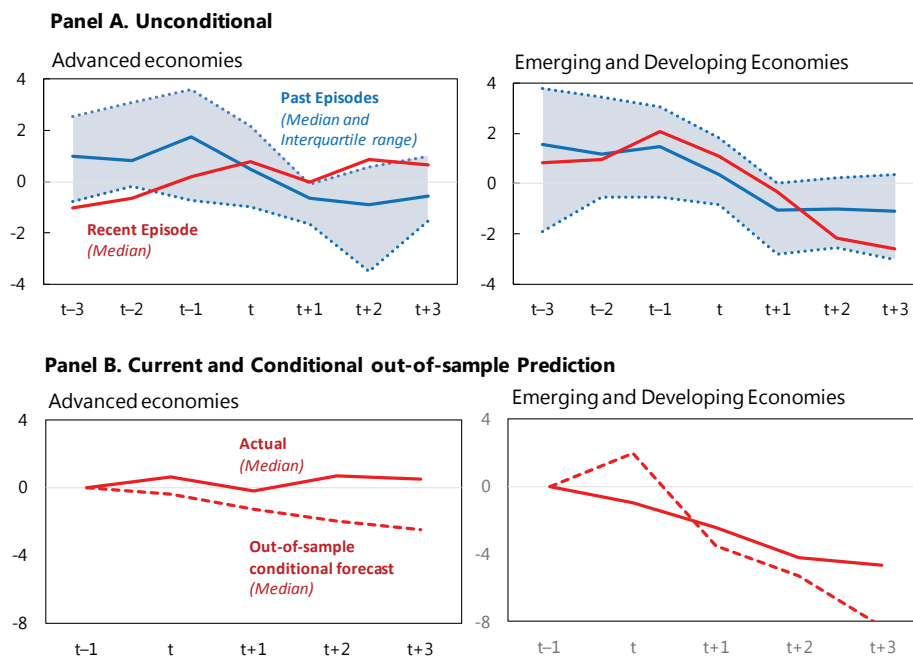 Panel A. Unconditional
Advanced economies
4
2
0
-2
-4
Past Episodes
(Median and
Interquartile range)
Recent Episode
(Median)
t–3 t–2 t–1 t t+1 t+2 t+3
Emerging and Developing Economies
4
2
0
-2
-4
t–3 t–2 t–1 t t+1 t+2 t+3
Panel B. Current and Conditional out-of-sample Prediction
Advanced economies
4
0
-4
-8
Actual
(Median)
Out-of-sample
conditional forecast
(Median)
t–1 t t+1 t+2 t+3
Emerging and Developing Economies
4
0
-4
-8
t–1 t t+1 t+2 t+3